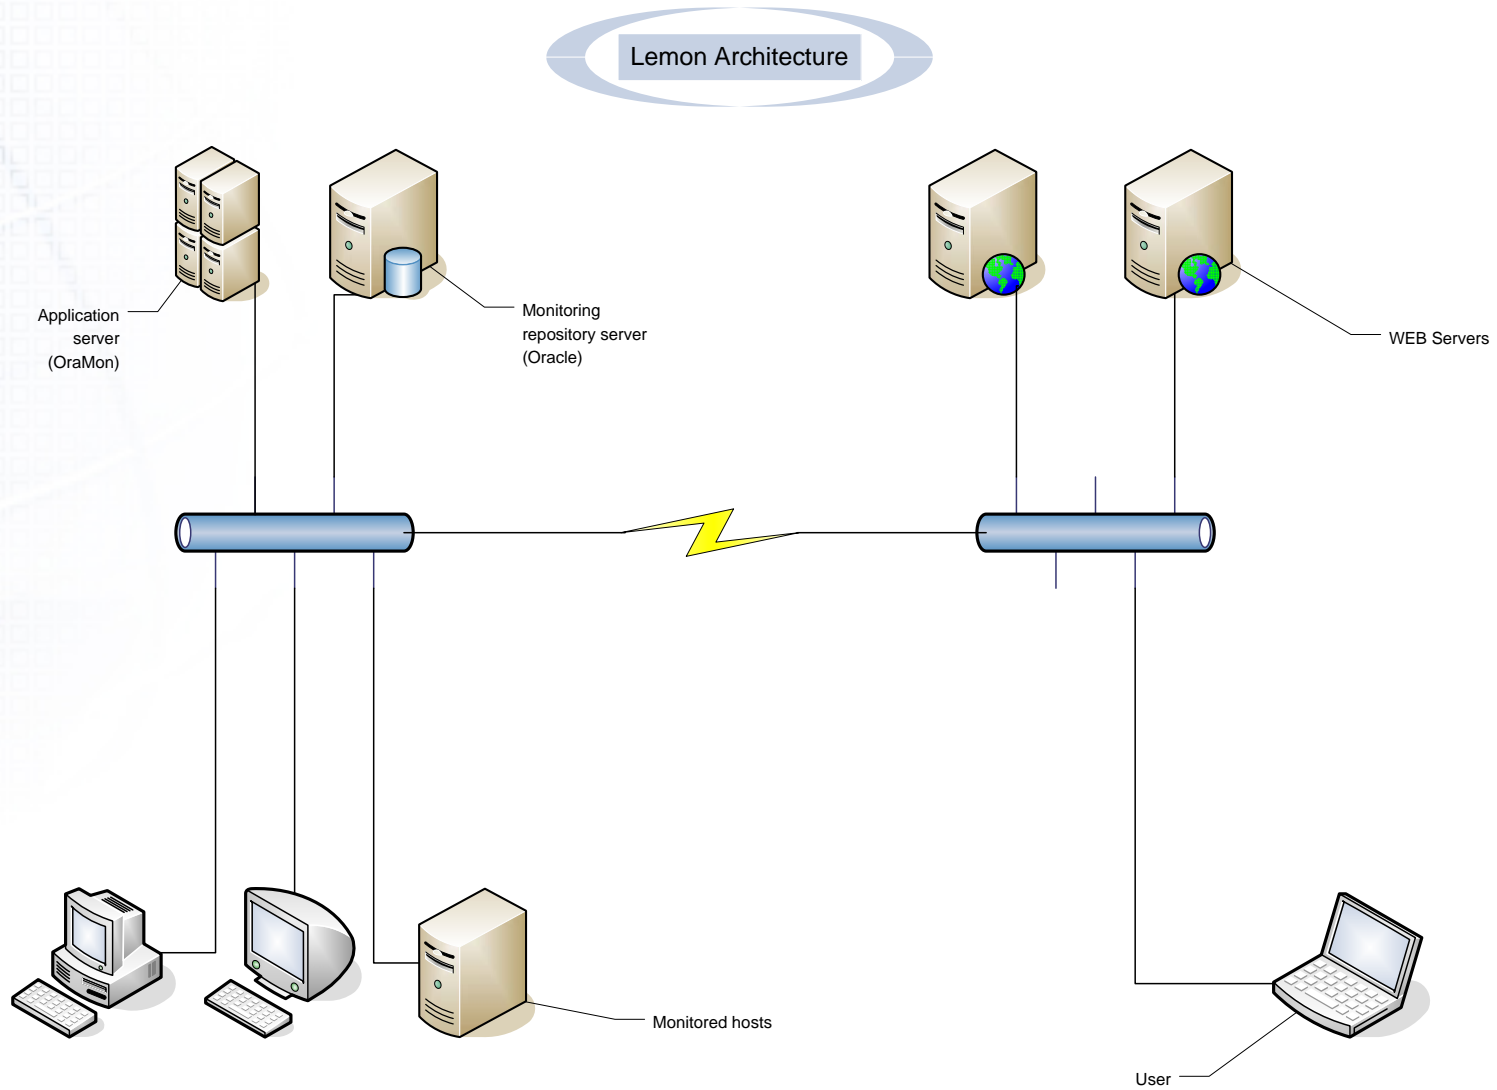 Lemon Architecture
Application
server
(OraMon)
Monitoring
repository server
(Oracle)
WEB Servers
Monitored hosts
User